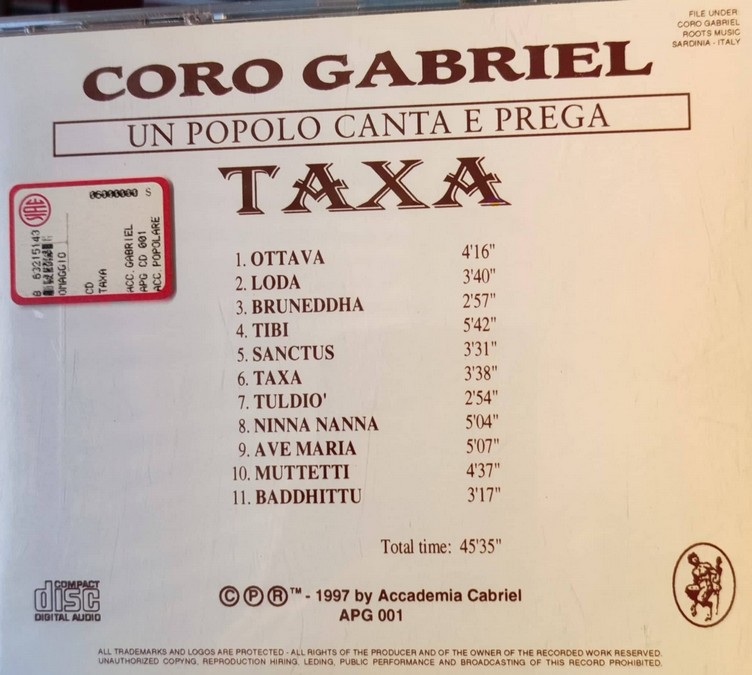 FILE UNDER:
CORO GABRIEL
ROOTS MUSIC
SARDINIA - ITALY
CORO GABRIEL
UN POPOLO CANTA E PREGA
TAXA
8 63215143
OMAGGIO
CD
TAXA
ACC.GABRIEL
APG CD 001
ACC.POPOLARE
S
1. OTTAVA 4'16"
2. LODA 3'40"
3. BRUNEDDHA 2'57"
4. TIBI 5'42"
5. SANCTUS 3'31"
6. TAXA 3'38"
7. TULDIO' 2'54"
8. NINNA NANNA 5'04"
9. AVE MARIA 5'07"
10. MUTTETTI 4'37"
11. BADDHITTU 3'17"
Total time: 45'35"
COMPACT
disc
DIGITAL AUDIO
Ⓒ Ⓟ Ⓡ ™ - 1997 by Accademia Cabriel
APG 001
ALL TRADEMARKS AND LOGOS ARE PROTECTED - ALL RIGHTS OF THE PRODUCER AND OF THE OWNER OF THE RECORDED WORK RESERVED.
UNAUTHORIZED COPYNG, REPRODUCTION HIRING, LEDING, PUBLIC PERFORMANCE AND BROADCASTING OF THIS RECORD PROHIBITED.